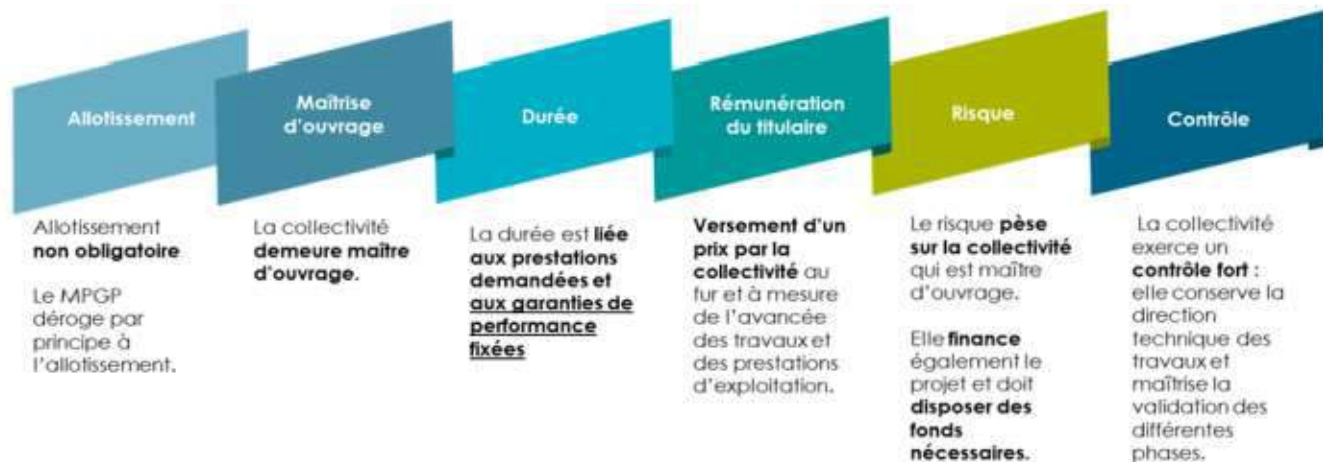 Allotissement
Maîtrise
d'ouvrage
Durée
Rémunération
du titulaire
Risque
Contrôle
Allotissement
non obligatoire
Le MPGP
déroge par
principe à
l'allotissement.
La collectivité
demeure maître
d'ouvrage.
La durée est liée
aux prestations
demandées et
aux garanties de
performance
fixées
Versement d'un
prix par la
collectivité au
fur et à mesure
de l'avancée
des travaux et
des prestations
d'exploitation.
Le risque pèse
sur la collectivité
qui est maître
d'ouvrage.
Elle finance
également le
projet et doit
disposer des
fonds
nécessaires.
La collectivité
exerce un
contrôle fort :
elle conserve la
direction
technique des
travaux et
maîtrise la
validation des
différentes
phases.